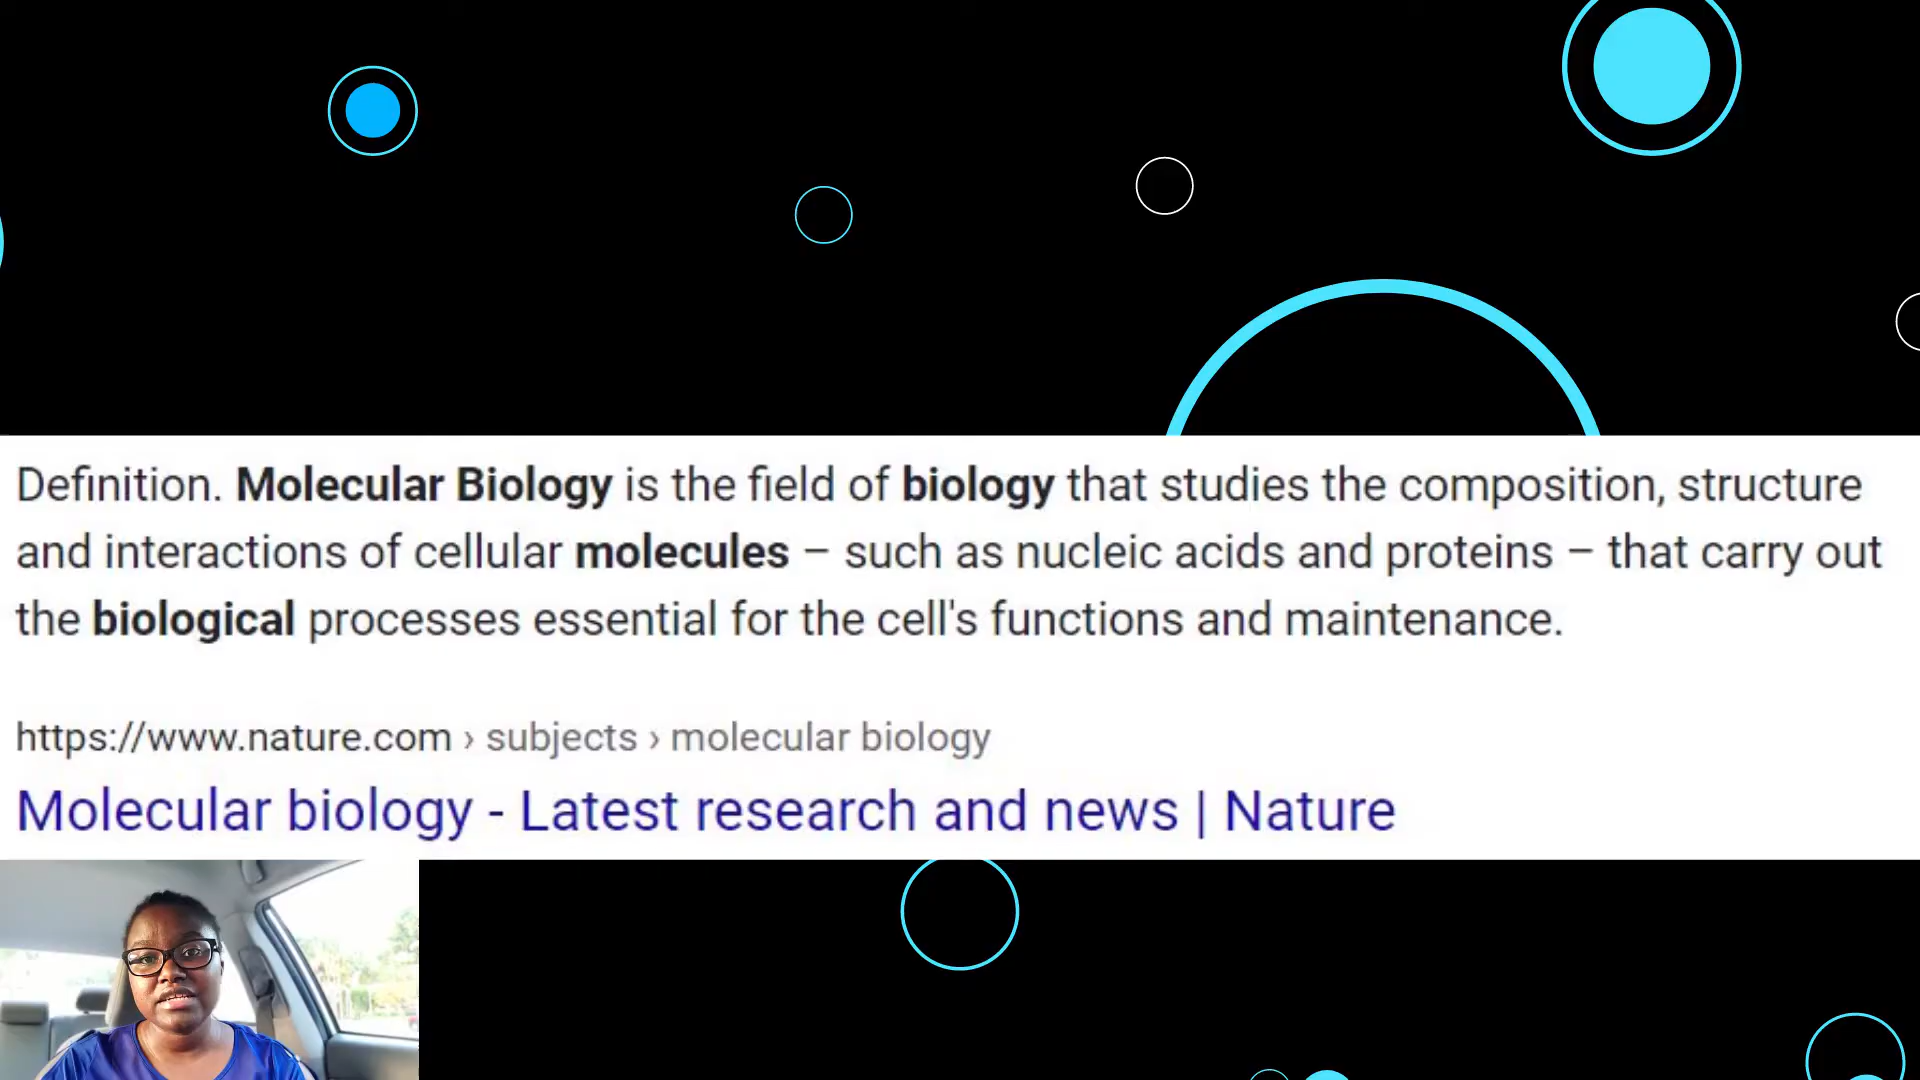 Definition. Molecular Biology is the field of biology that studies the composition, structure
and interactions of cellular molecules – such as nucleic acids and proteins – that carry out
the biological processes essential for the cell's functions and maintenance.
https://www.nature.com › subjects › molecular biology
Molecular biology - Latest research and news | Nature